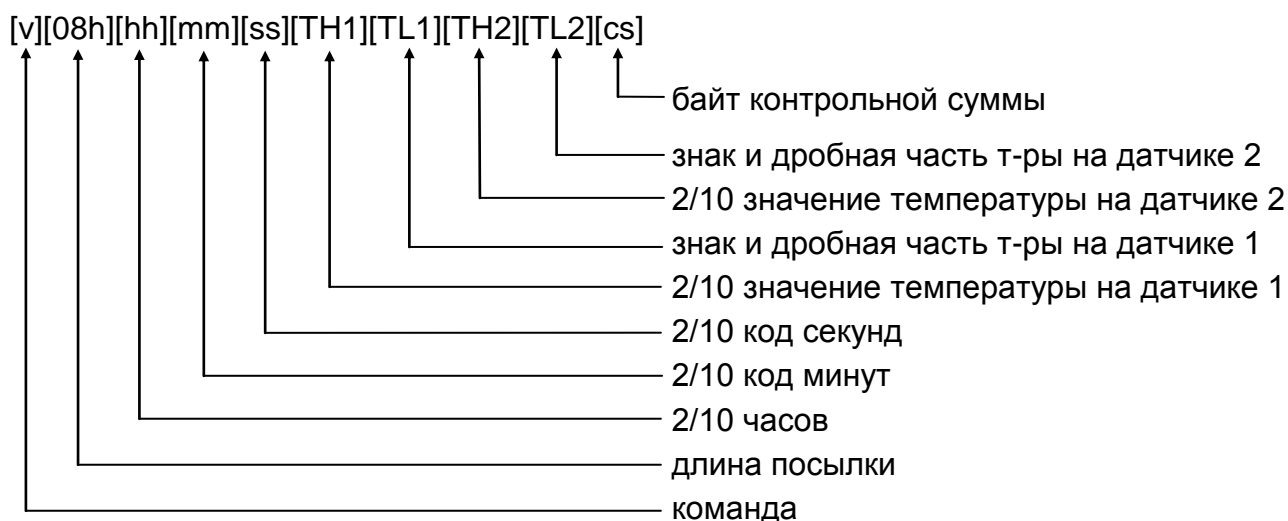 [v][08h][hh][mm][ss][TH1][TL1][TH2][TL2][cs]
байт контрольной суммы
знак и дробная часть т-ры на датчике 2
2/10 значение температуры на датчике 2
знак и дробная часть т-ры на датчике 1
2/10 значение температуры на датчике 1
2/10 код секунд
2/10 код минут
2/10 часов
длина посылки
команда